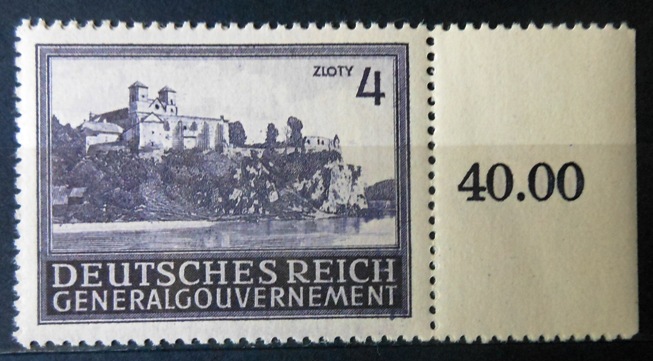 ZLOTY 4
40.00
DEUTSCHES REICH
GENERALGOUVERNEMENT